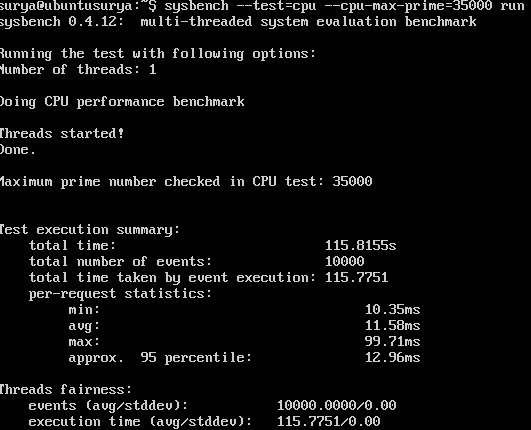 surya@ubuntusurya:~$ sysbench --test=cpu --cpu-max-prime=35000 run
sysbench 0.4.12:  multi-threaded system evaluation benchmark
Running the test with following options:
Number of threads: 1
Doing CPU performance benchmark
Threads started!
Done.
Maximum prime number checked in CPU test: 35000
Test execution summary:
total time: 115.8155s
total number of events: 10000
total time taken by event execution: 115.7751
per-request statistics:
min: 10.35ms
avg: 11.58ms
max: 99.71ms
approx.  95 percentile: 12.96ms
Threads fairness:
events (avg/stddev): 10000.0000/0.00
execution time (avg/stddev): 115.7751/0.00